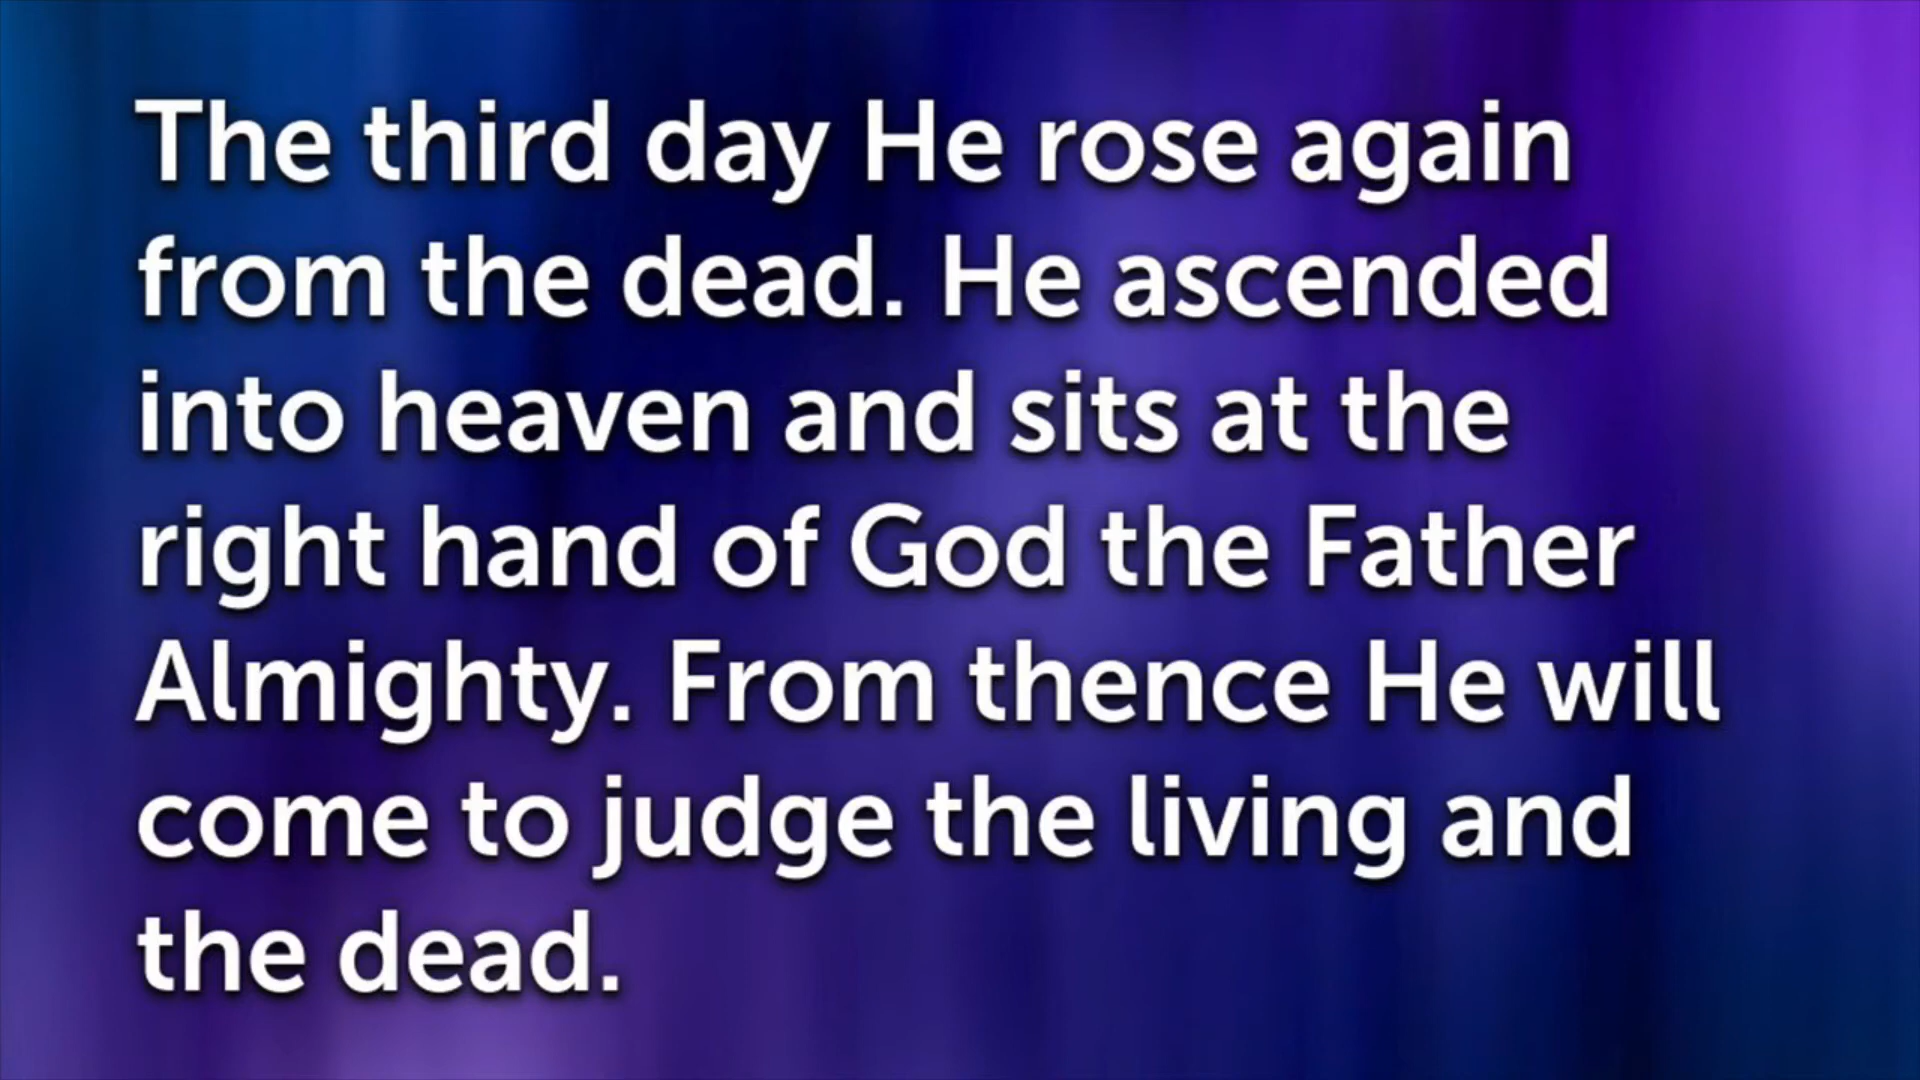 The third day He rose again
from the dead. He ascended
into heaven and sits at the
right hand of God the Father
Almighty. From thence He will
come to judge the living and
the dead.